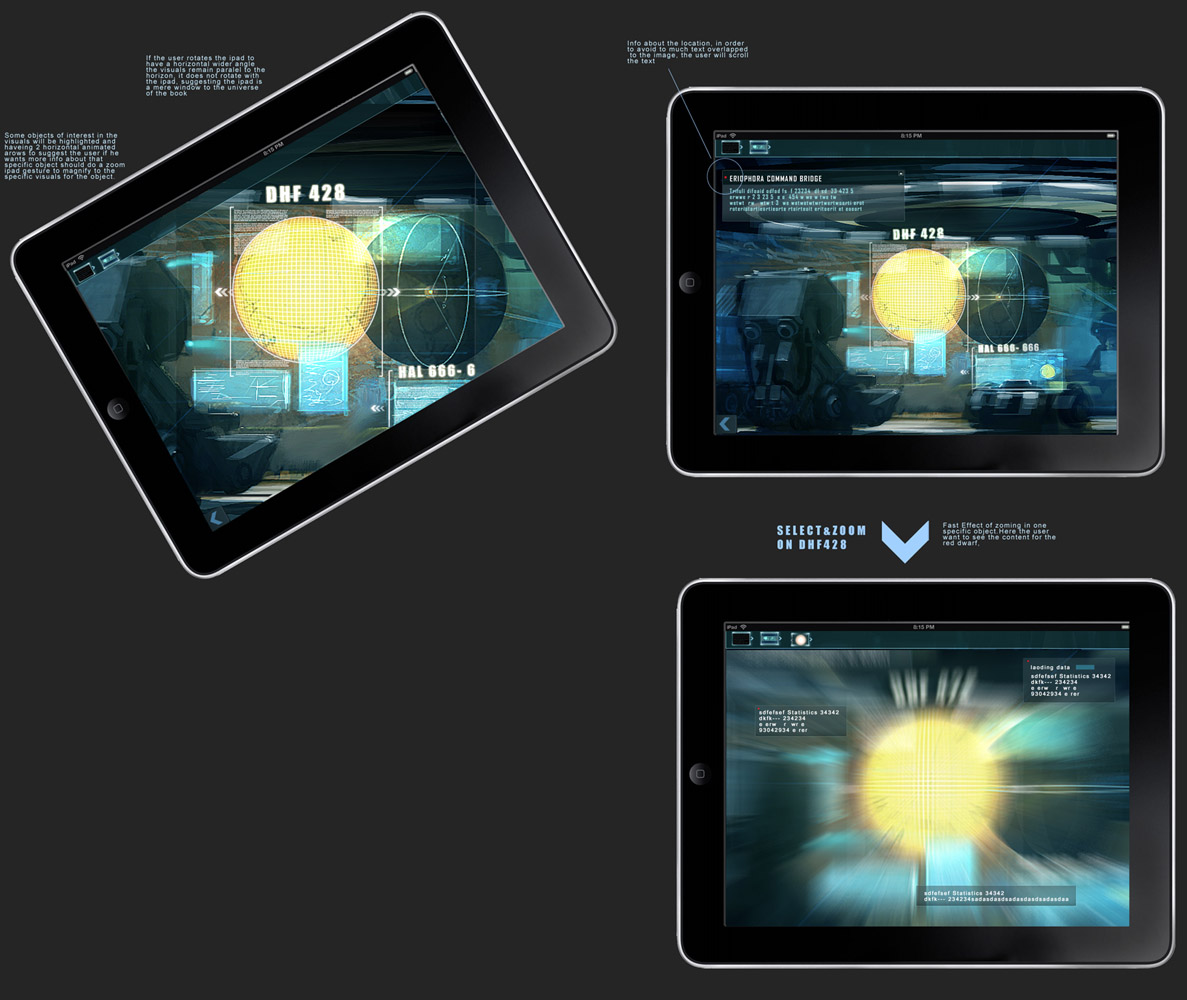 If the user rotates the ipad to
have a horizontal wider angle
the visuals remain paralel to the
horizon, it does not rotate with
the ipad, suggesting the ipad is
a mere window to the universe
of the book
Some objects of interest in the
visuals will be highlighted and
haveing 2 horizontal animated
arows to suggest the user if he
wants more info about that
specific object should do a zoom
ipad gesture to magnify to the
specific visuals for the object.
iPad
8:15 PM
DHF 428
HAL 666- 6
Info about the location, in order
to avoid to much text overlapped
to the image, the user will scroll
the text
iPad
8:15 PM
ERIOPHORA COMMAND BRIDGE
DHF 428
HAL 666- 666
SELECT&ZOOM
ON DHF428
Fast Effect of zoming in one
specific object.Here the user
want to see the content for the
red dwarf,
iPad
8:15 PM
laoding data
sdfefsef Statistics 34342
dkfk--- 234234
e erw r wr e
93042934 e rer
sdfefsef Statistics 34342
dkfk--- 234234
e erw r wr e
93042934 e rer
sdfefsef Statistics 34342